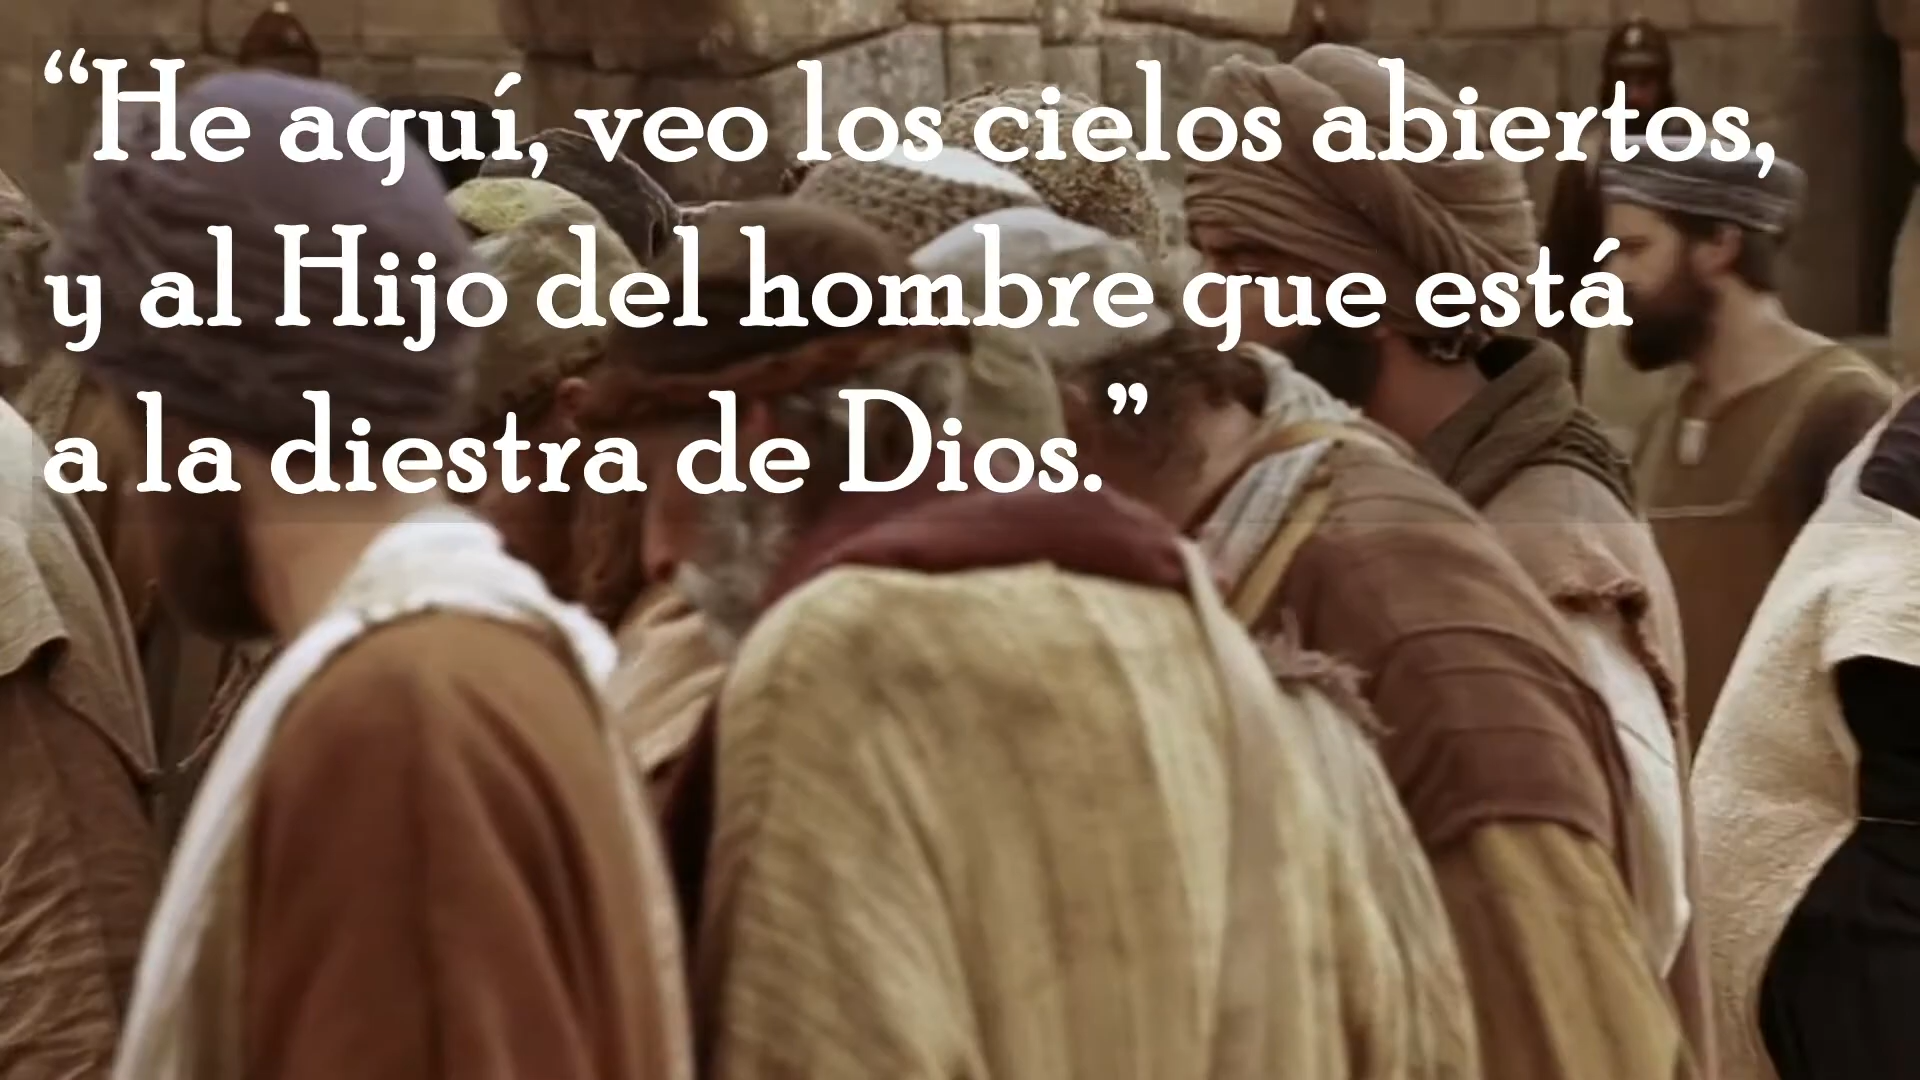 “He aquí, veo los cielos abiertos,
y al Hijo del hombre que está
a la diestra de Dios.”